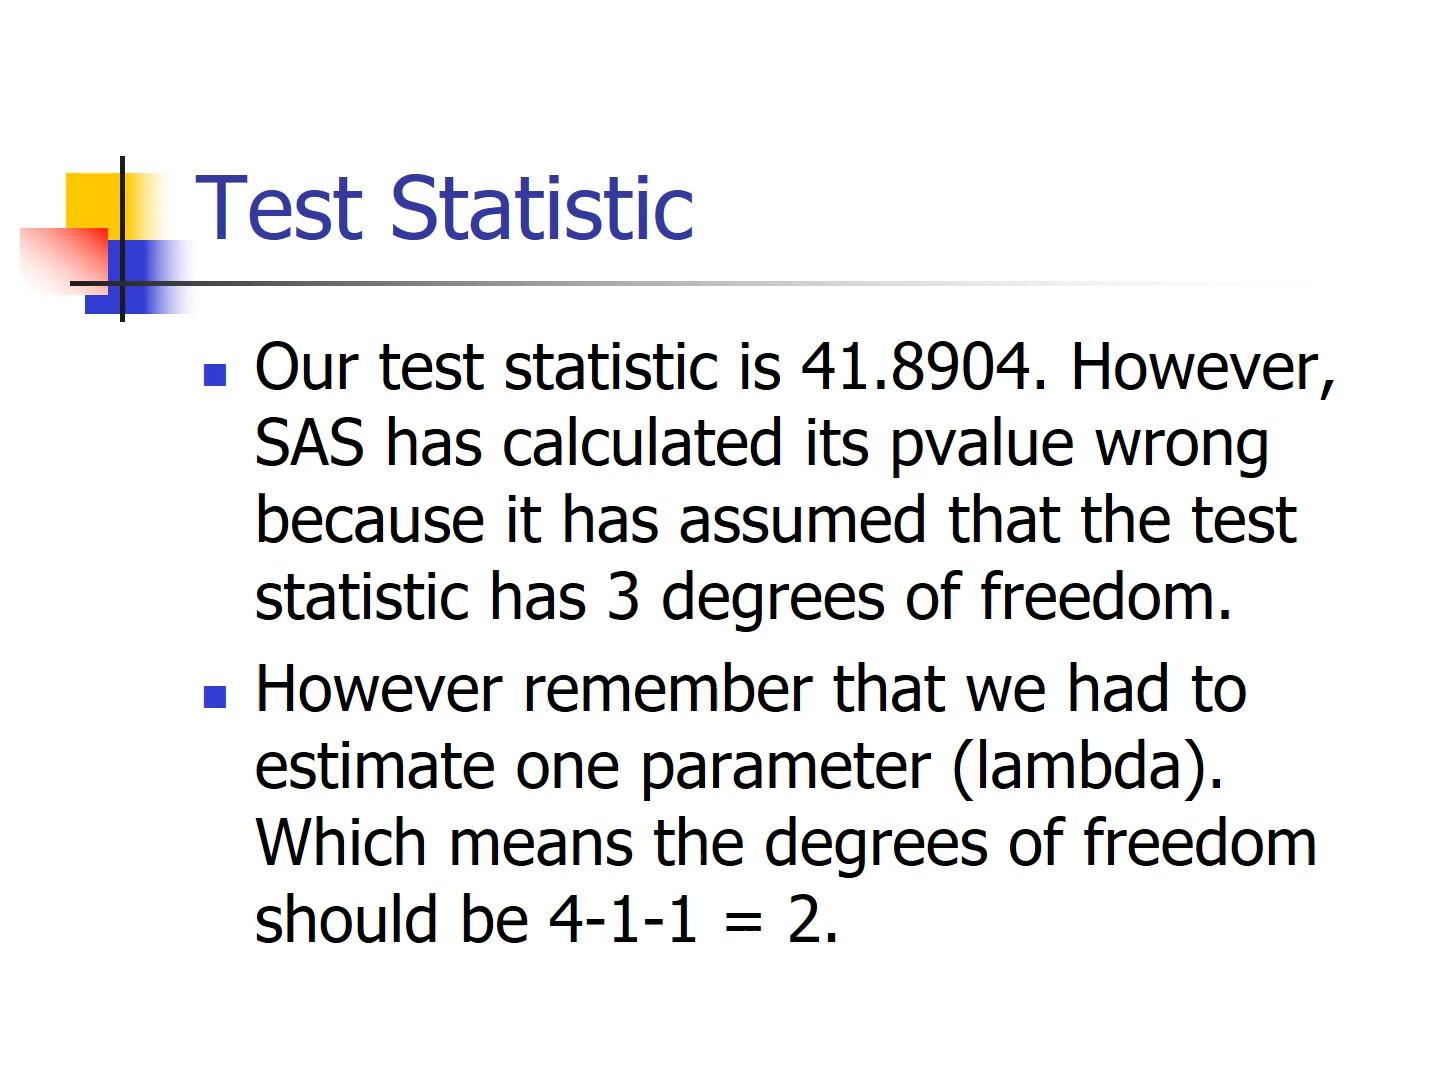 Test Statistic
Our test statistic is 41.8904. However,
SAS has calculated its pvalue wrong
because it has assumed that the test
statistic has 3 degrees of freedom.
However remember that we had to
estimate one parameter (lambda).
Which means the degrees of freedom
should be 4-1-1 = 2.